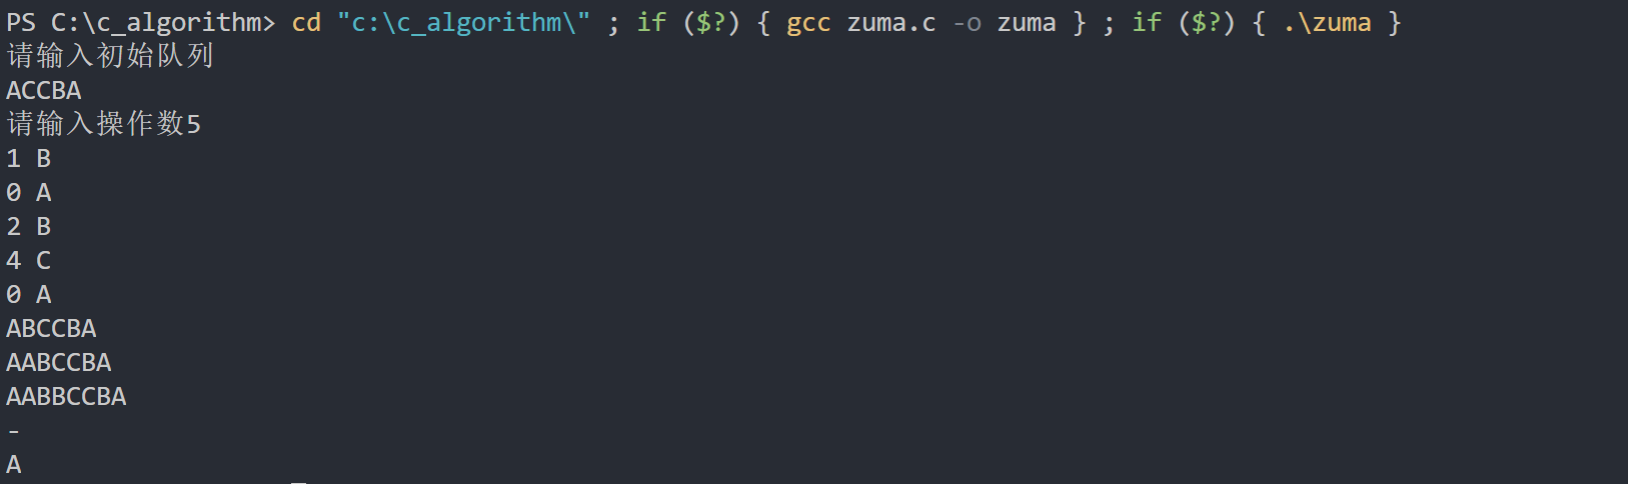 PS C:\c_algorithm> cd "c:\c_algorithm\" ; if ($?) { gcc zuma.c -o zuma } ; if ($?) { .\zuma }
请输入初始队列
ACCBA
请输入操作数5
1 B
0 A
2 B
4 C
0 A
ABCCBA
AABCCBA
AABBCCBA
-
A